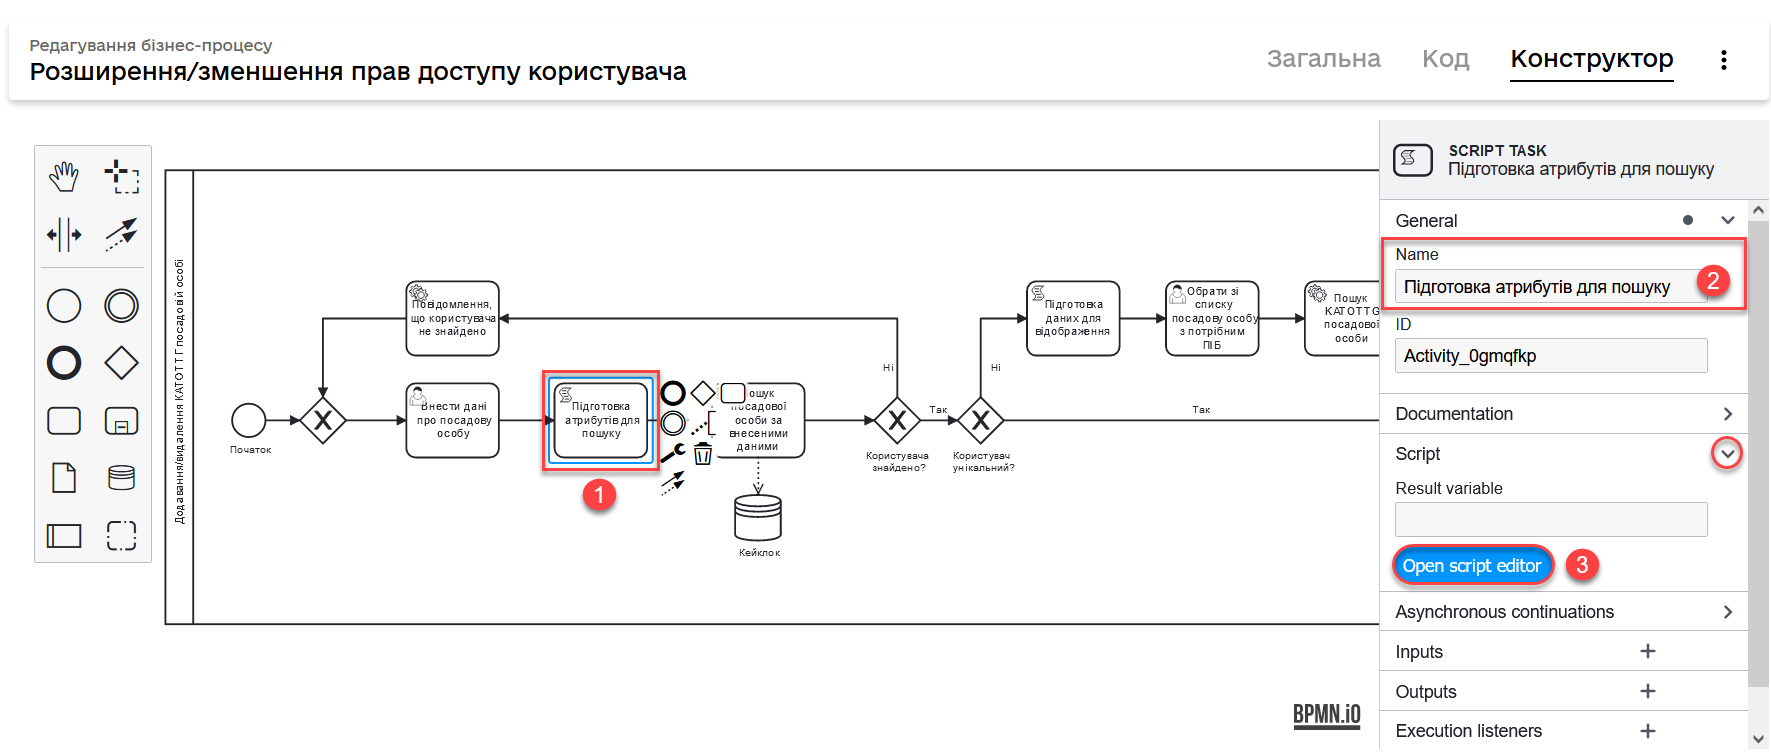 Редагування бізнес-процесу
Розширення/зменшення прав доступу користувача
Загальна
Код
Конструктор
Додавання/видалення КАТОТТГ посадовій особі
Початок
Повідомлення,
що користувача
не знайдено
Внести дані
про посадову
особу
Підготовка
атрибутів для
пошуку
1
ошук
посадової
особи за
внесеними
даними
Кейклок
Ні
Так
Користувача
знайдено?
Ні
Користувач
унікальний?
Так
Підготовка
даних для
відображення
Обрати зі
списку
посадову особу
з потрібним
ПІБ
Пошук
KATOTTG
посадової
особи
BPMN.iO
SCRIPT TASK
Підготовка атрибутів для пошуку
General
Name
Підготовка атрибутів для пошуку
2
ID
Activity_0gmqfkp
Documentation
Script
Result variable
Open script editor
3
Asynchronous continuations
Inputs
Outputs
Execution listeners